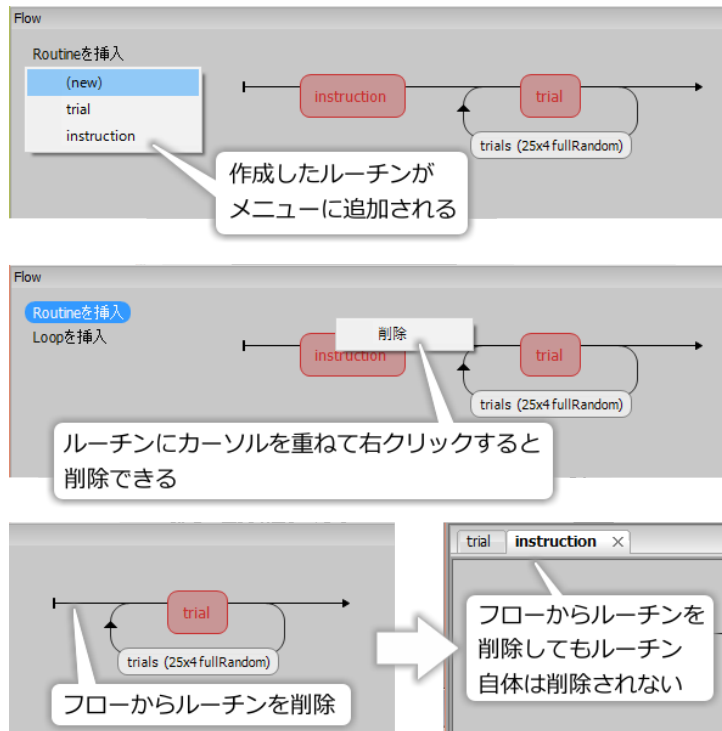 Flow
Routineを挿入
(new)
trial
instruction
instruction
trial
trials (25x4 fullRandom)
作成したルーチンが
メニューに追加される
Flow
Routineを挿入
Loopを挿入
削除
instruction
trial
trials (25x4 fullRandom)
ルーチンにカーソルを重ねて右クリックすると
削除できる
trial
trials (25x4 fullRandom)
フローからルーチンを削除
trial
instruction ×
フローからルーチンを
削除してもルーチン
自体は削除されない